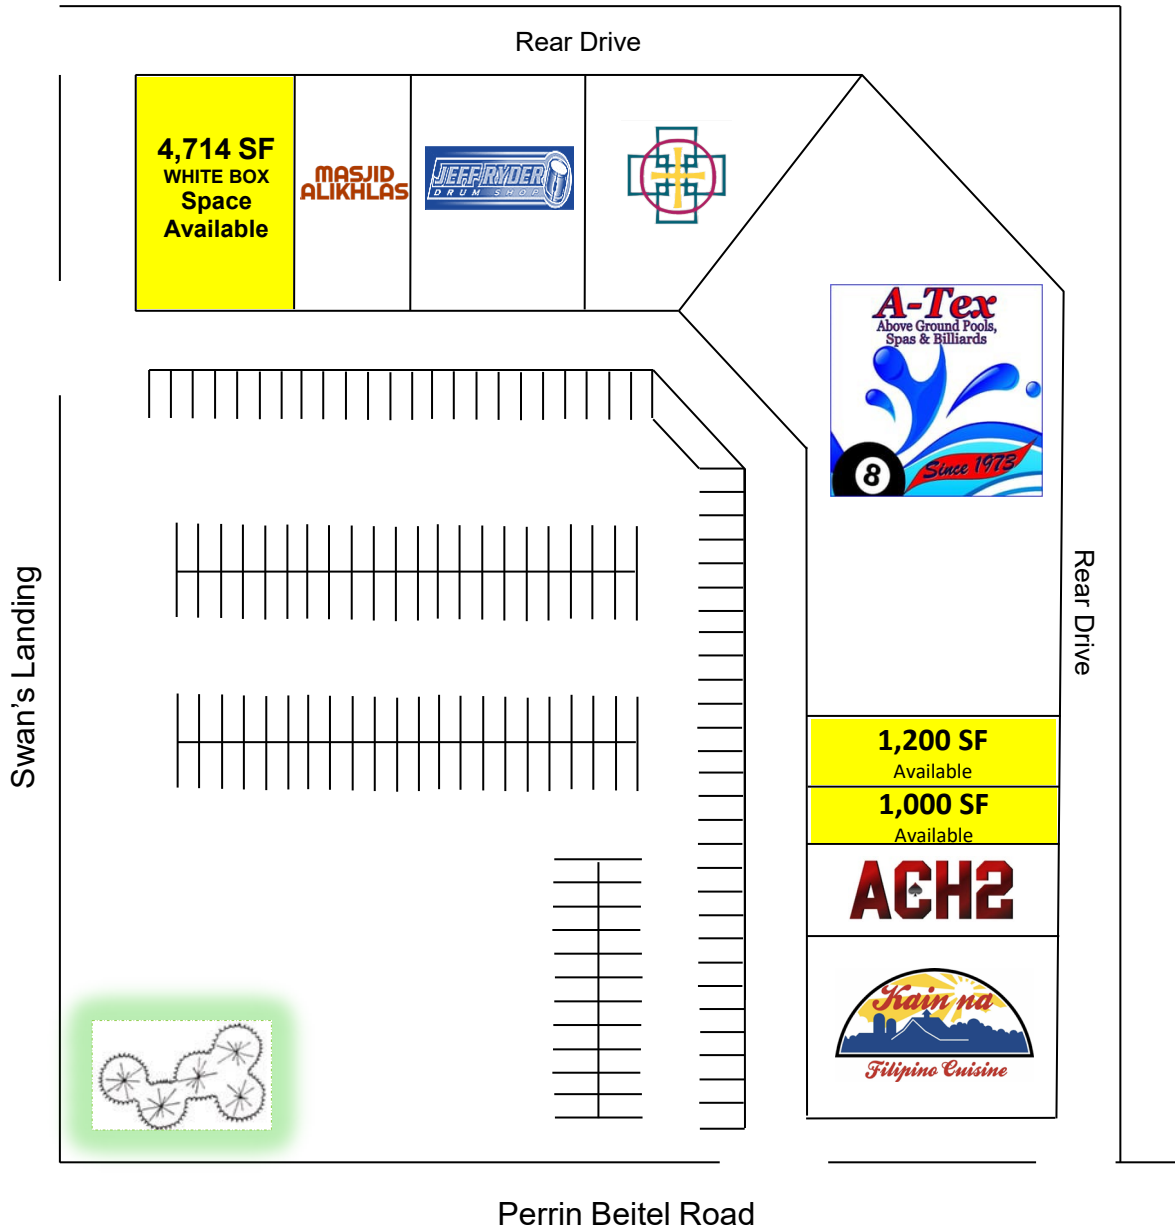 Rear Drive
4,714 SF
WHITE BOX
Space
Available
MASJID
ALIKHLAS
JEFF RYDER
DRUM SHOP
A-Tex
Above Ground Pools,
Spas & Billiards
8
Since 1973
Rear Drive
Swan's Landing
1,200 SF
Available
1,000 SF
Available
ACH2
Kain na
Filipino Cuisine
Perrin Beitel Road